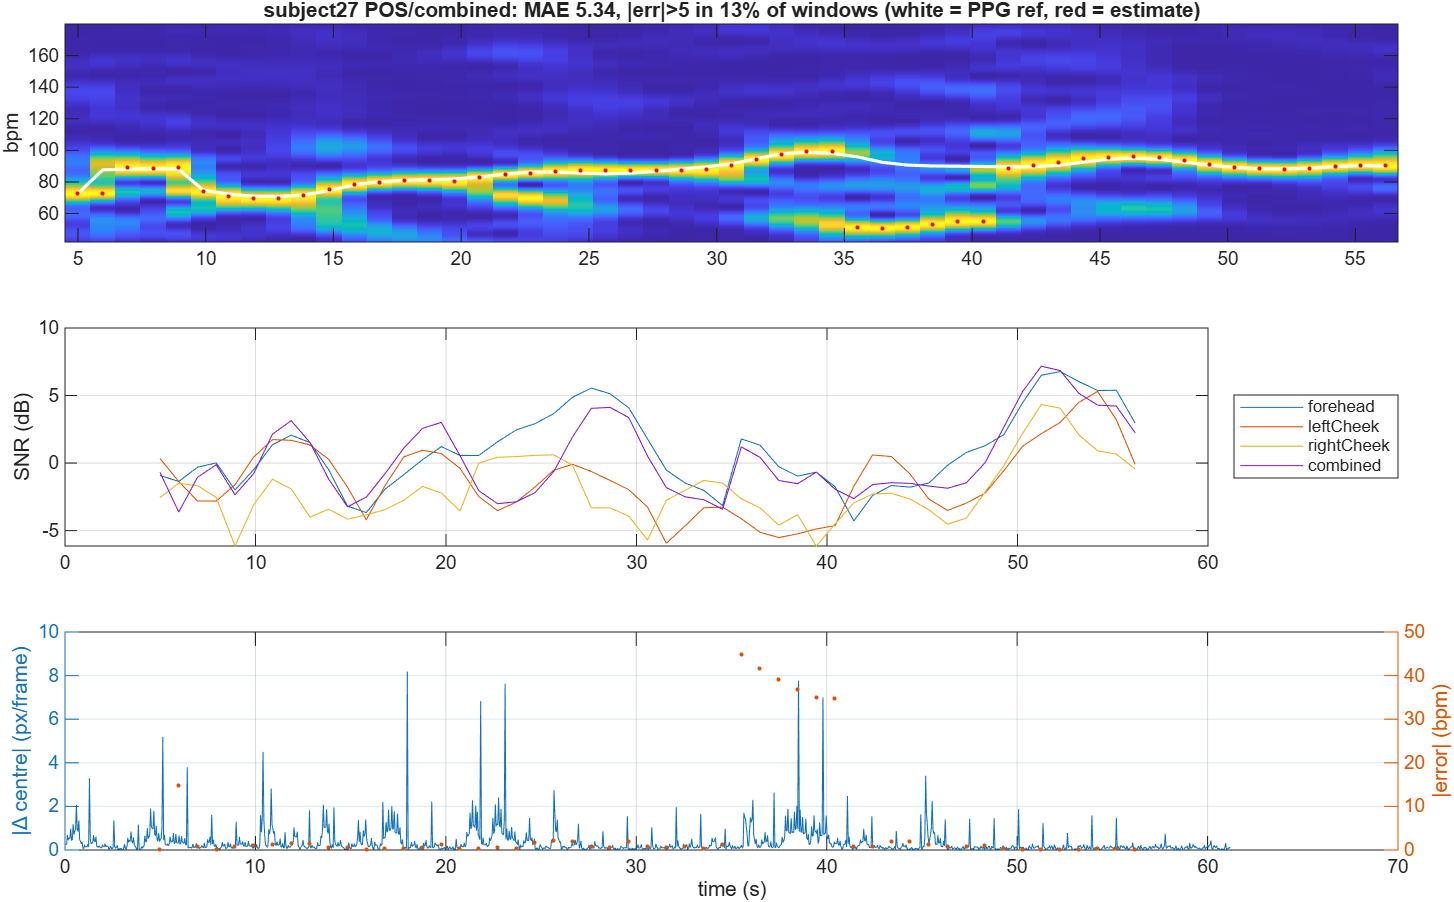 subject27 POS/combined: MAE 5.34, |err|>5 in 13% of windows (white = PPG ref, red = estimate)
bpm
160
140
120
100
80
60
5 10 15 20 25 30 35 40 45 50 55
SNR (dB)
10
5
0
-5
0 10 20 30 40 50 60
forehead
leftCheek
rightCheek
combined
|Δ centre| (px/frame)
10
8
6
4
2
0
50
40
30
20
10
0
|error| (bpm)
0 10 20 30 40 50 60 70
time (s)